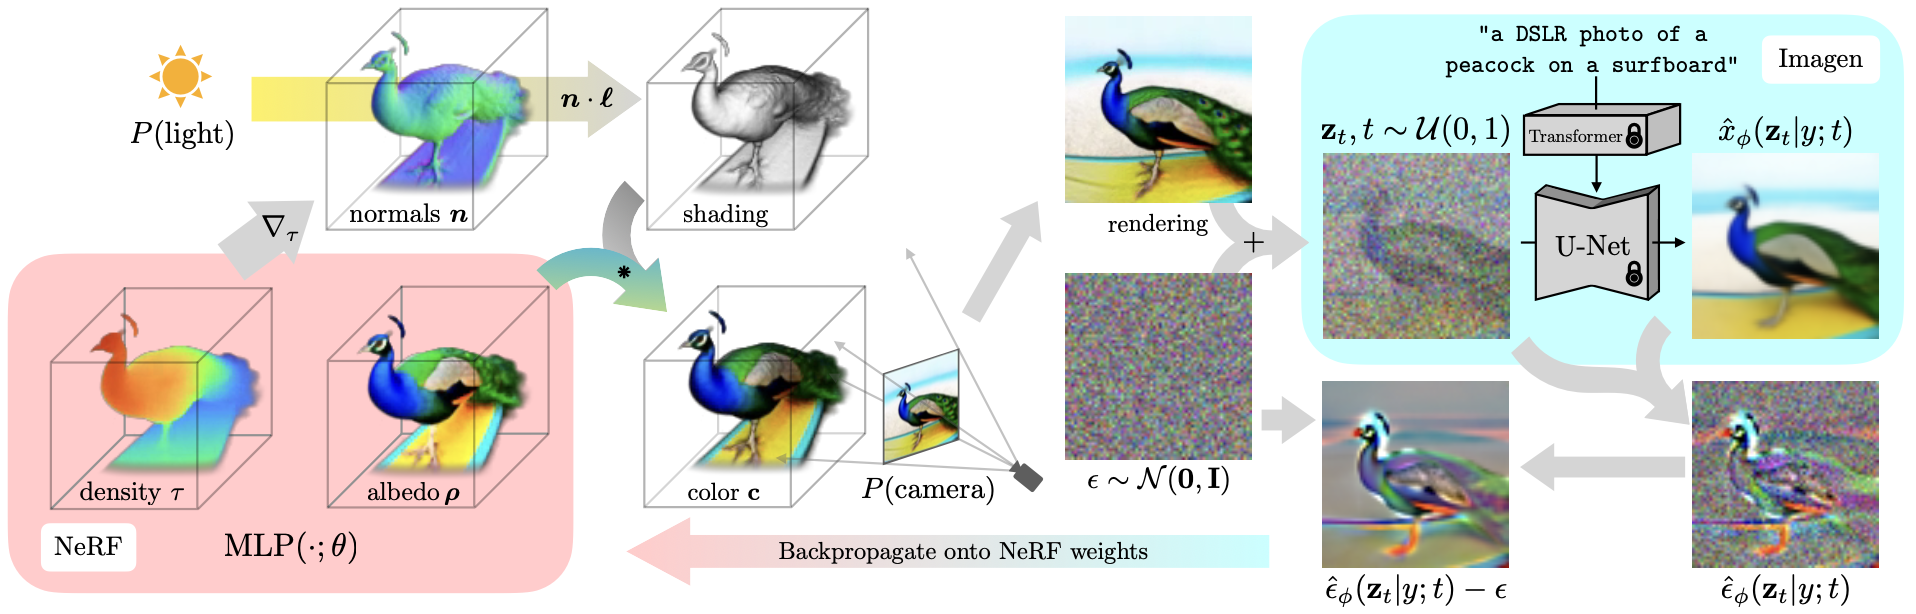 P(light)
n · ℓ
normals n
shading
∇τ
density τ
albedo ρ
NeRF
MLP(·; θ)
*
color c
P(camera)
rendering
+
ϵ ∼ 𝒩(0, I)
"a DSLR photo of a
peacock on a surfboard"
Imagen
Transformer
z_t, t ∼ 𝒰(0, 1)
x̂_ϕ(z_t|y; t)
U-Net
ϵ̂_ϕ(z_t|y; t) − ϵ
ϵ̂_ϕ(z_t|y; t)
Backpropagate onto NeRF weights